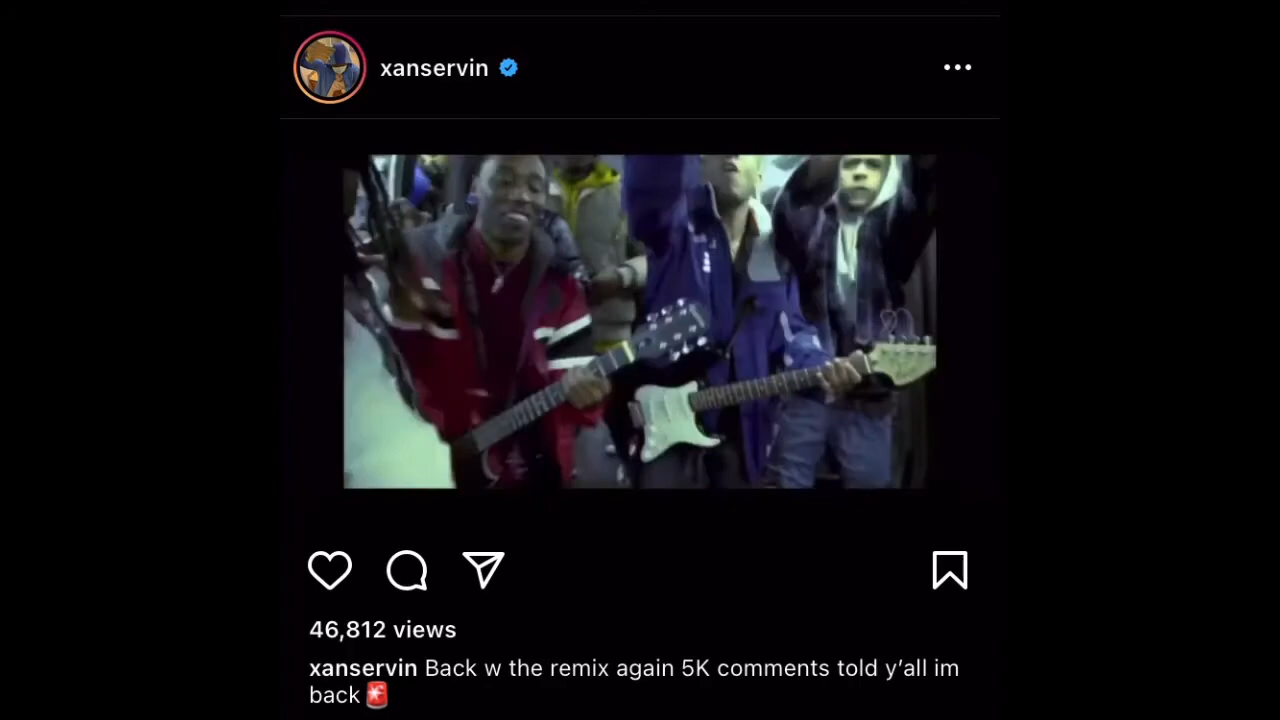 xanservin
46,812 views
xanservin Back w the remix again 5K comments told y’all im
back